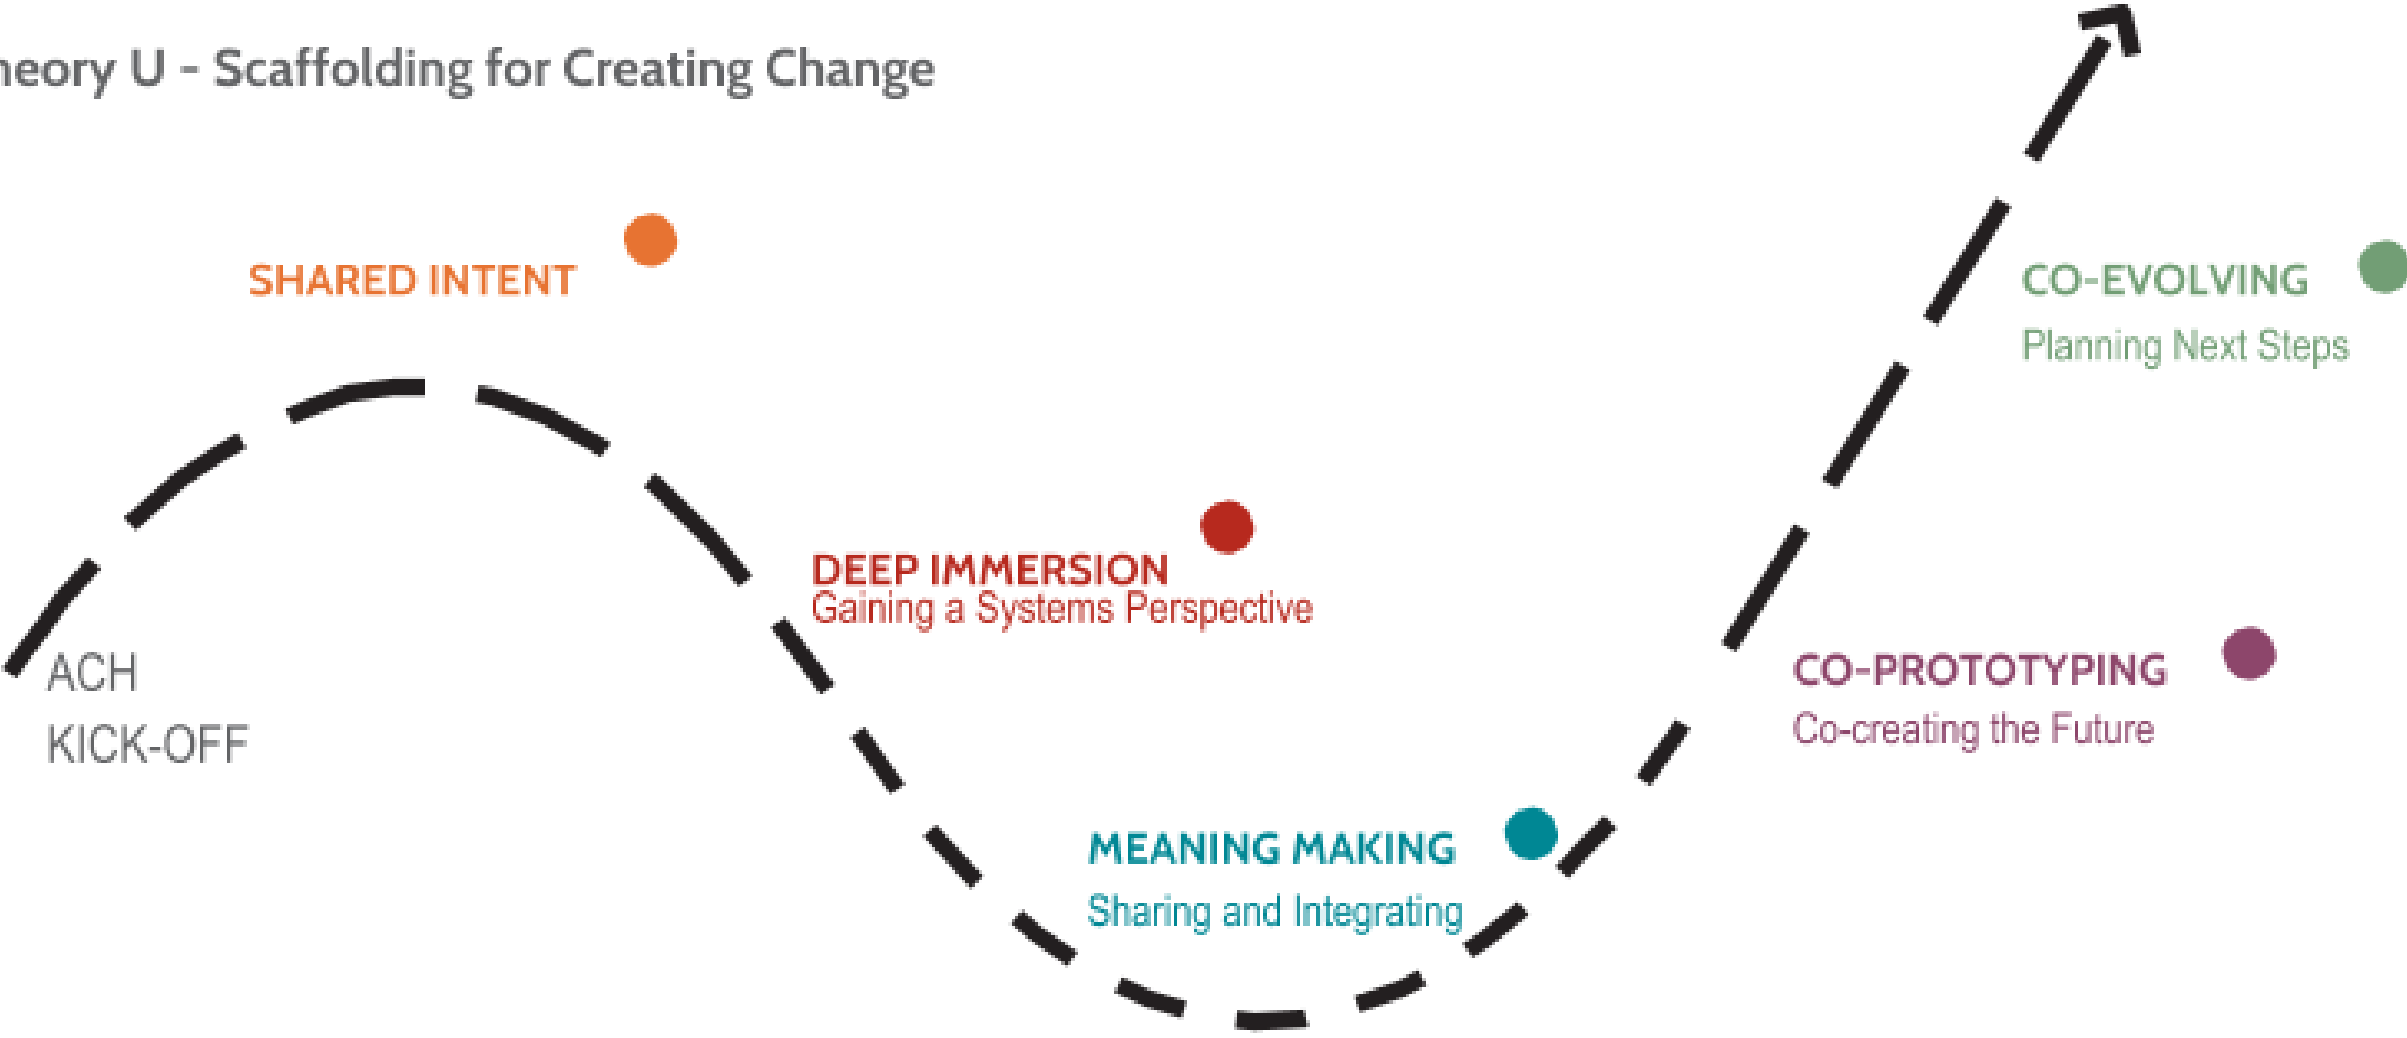 heory U - Scaffolding for Creating Change
SHARED INTENT
ACH
KICK-OFF
DEEP IMMERSION
Gaining a Systems Perspective
MEANING MAKING
Sharing and Integrating
CO-PROTOTYPING
Co-creating the Future
CO-EVOLVING
Planning Next Steps